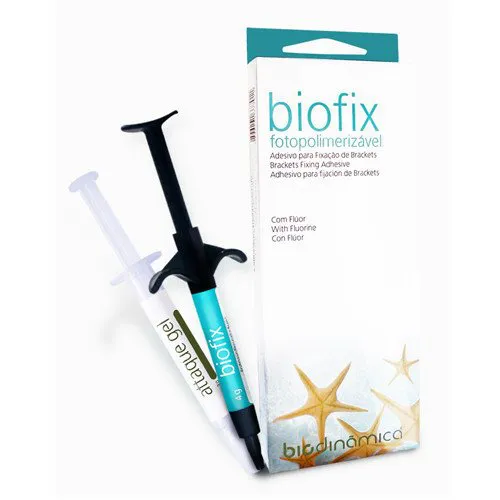 biofix
fotopolimerizável
Adesivo para Fixação de Brackets
Brackets Fixing Adhesive
Adhesivo para fijación de Brackets
Com Flúor
With Fluorine
Con Flúor
biodinâmica
attaque gel
biofix
4g